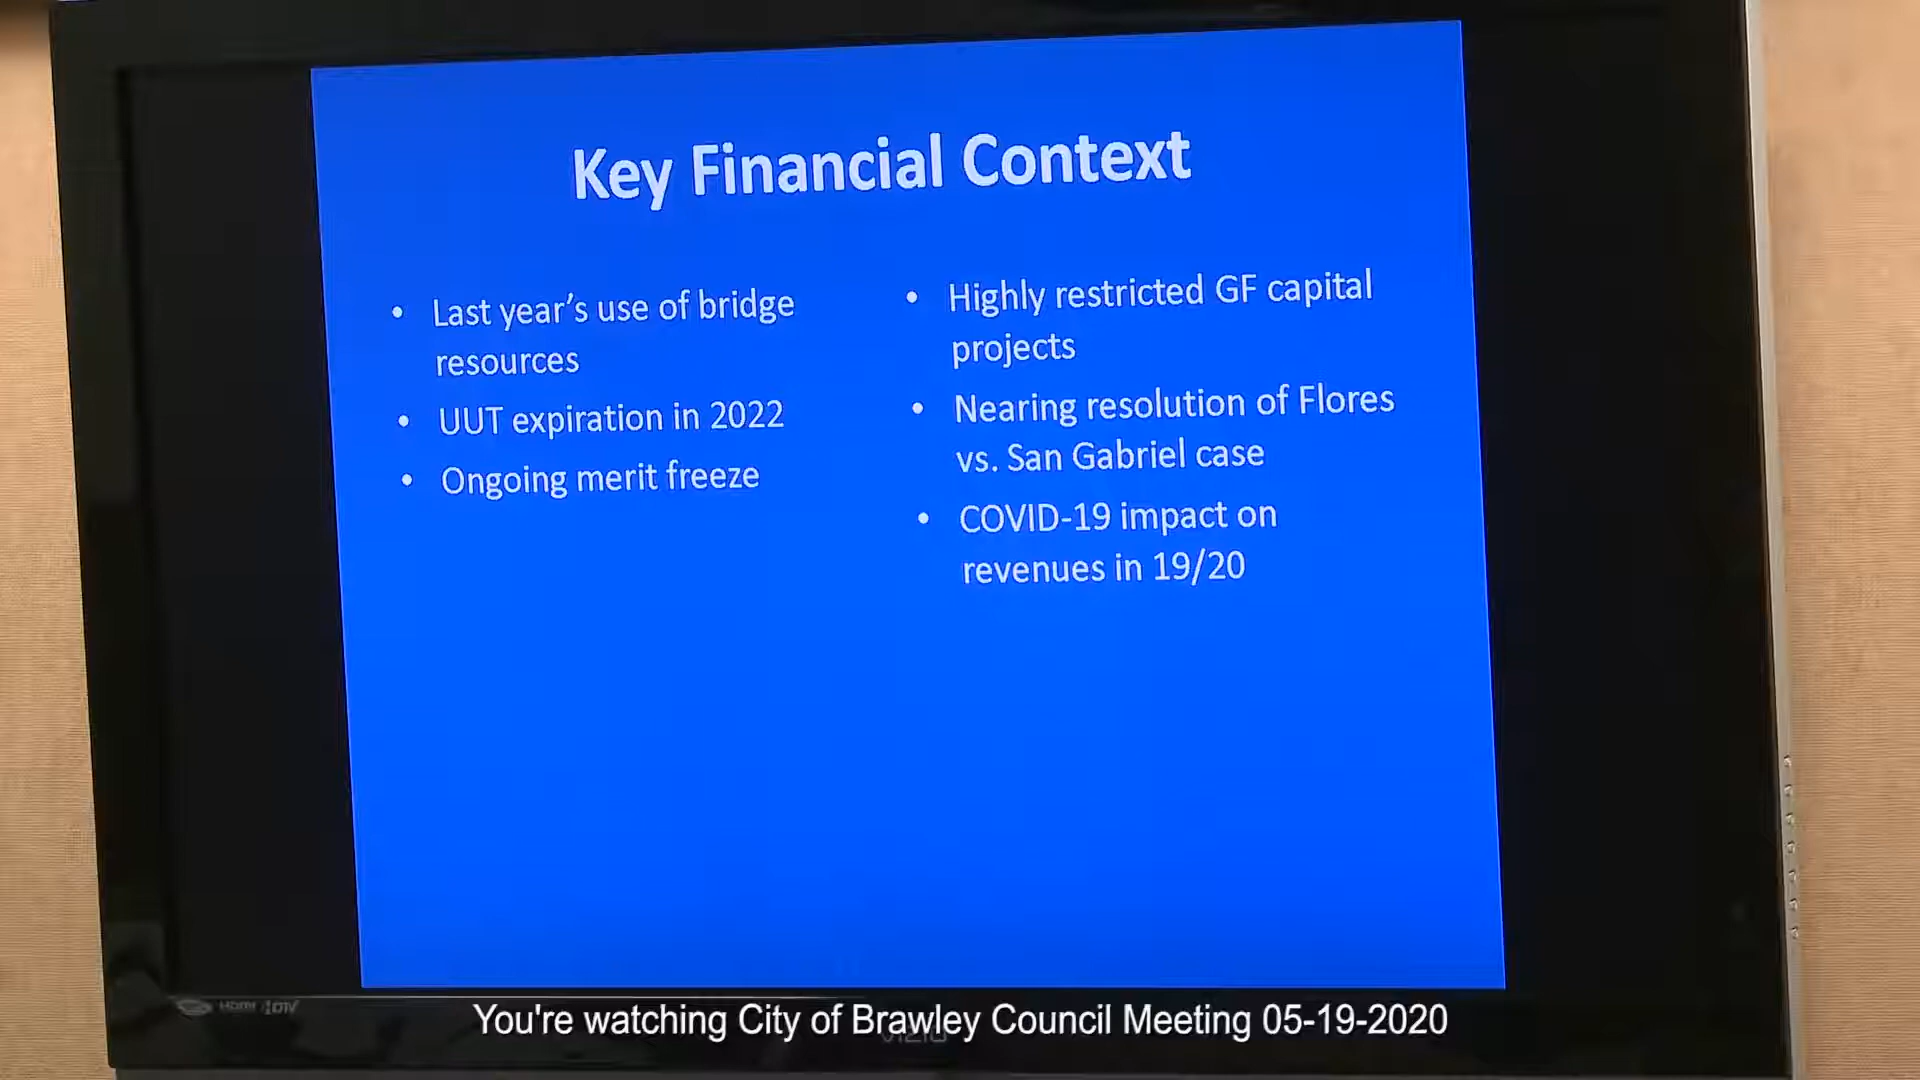 Key Financial Context
• Last year's use of bridge
resources
• UUT expiration in 2022
• Ongoing merit freeze
• Highly restricted GF capital
projects
• Nearing resolution of Flores
vs. San Gabriel case
• COVID-19 impact on
revenues in 19/20
HDMI
VIZIO
You're watching City of Brawley Council Meeting 05-19-2020